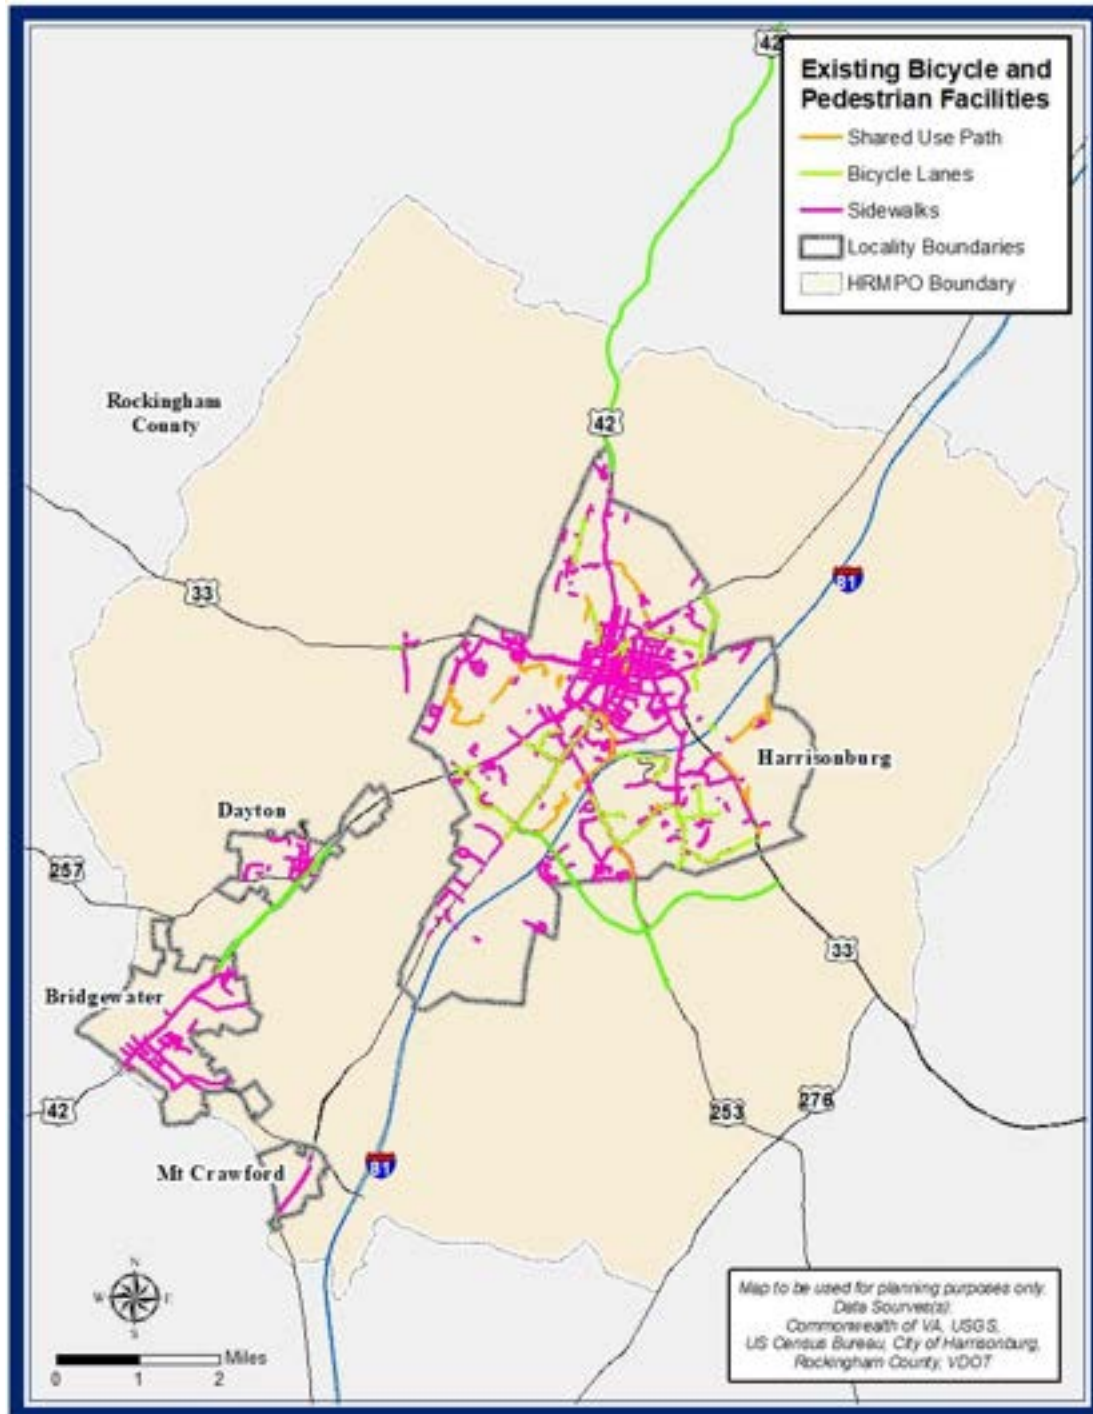 42
Existing Bicycle and
Pedestrian Facilities
Shared Use Path
Bicycle Lanes
Sidewalks
Locality Boundaries
HRMPO Boundary
Rockingham
County
42
33
81
Harrisonburg
Dayton
257
33
Bridgewater
42
253
276
Mt Crawford
81
N
W
E
S
Miles
0 1 2
Map to be used for planning purposes only.
Data Sourves(s):
Commonwealth of VA, USGS,
US Census Bureau, City of Harrisonburg,
Rockingham County, VDOT